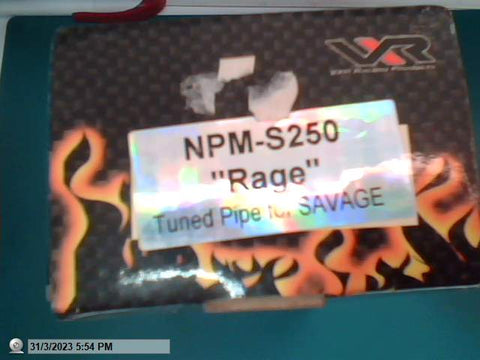 VXR
NPM-S250
"Rage"
Tuned Pipe for SAVAGE
31/3/2023 5:54 PM